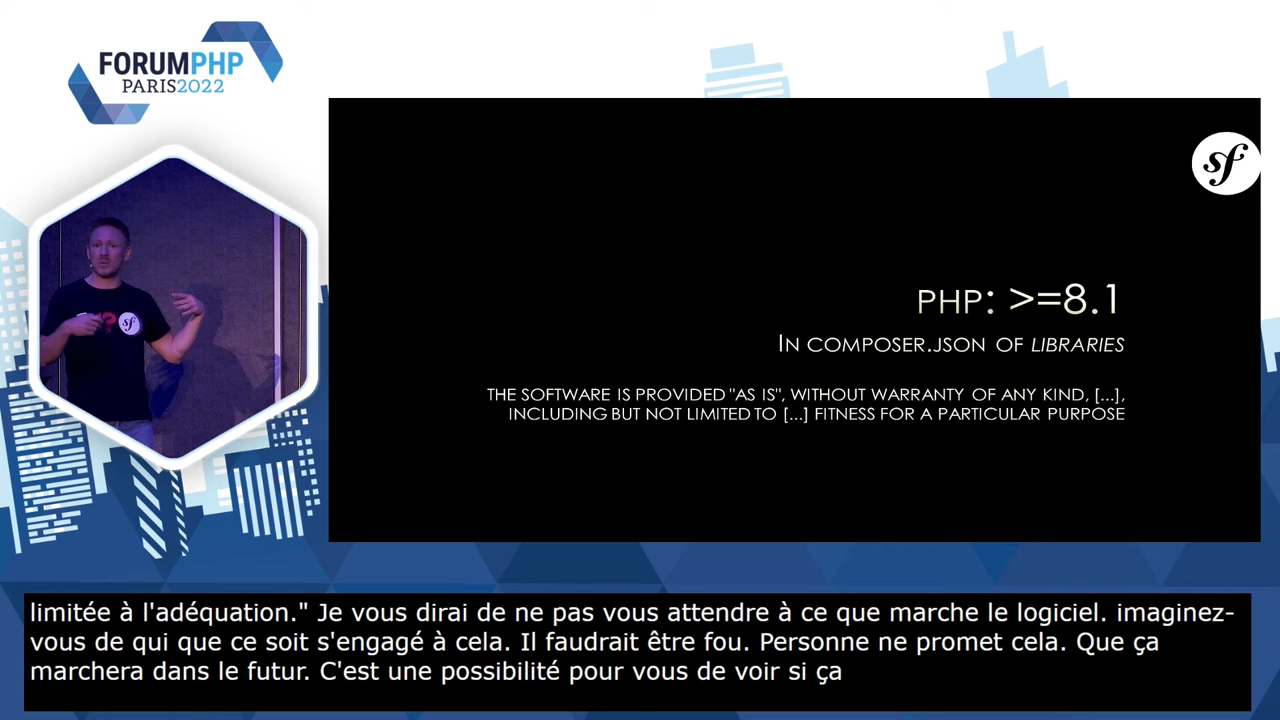 FORUMPHP
PARIS2022
sf
PHP: >=8.1
IN COMPOSER.JSON OF LIBRARIES
THE SOFTWARE IS PROVIDED "AS IS", WITHOUT WARRANTY OF ANY KIND, [...],
INCLUDING BUT NOT LIMITED TO [...] FITNESS FOR A PARTICULAR PURPOSE
? sf
limitée à l'adéquation." Je vous dirai de ne pas vous attendre à ce que marche le logiciel. imaginez-
vous de qui que ce soit s'engagé à cela. Il faudrait être fou. Personne ne promet cela. Que ça
marchera dans le futur. C'est une possibilité pour vous de voir si ça